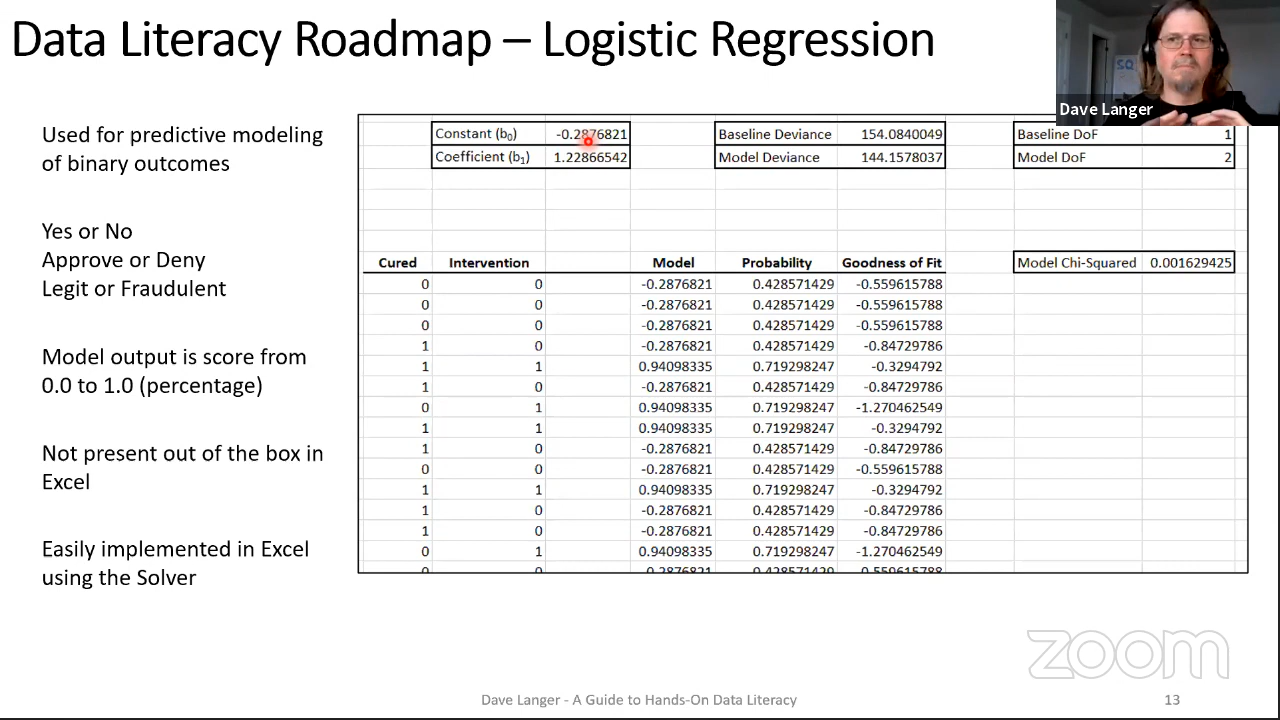 Data Literacy Roadmap – Logistic Regression
Dave Langer
Used for predictive modeling
of binary outcomes
Yes or No
Approve or Deny
Legit or Fraudulent
Model output is score from
0.0 to 1.0 (percentage)
Not present out of the box in
Excel
Easily implemented in Excel
using the Solver
Constant (b0) -0.2876821 Baseline Deviance 154.0840049 Baseline DoF 1
Coefficient (b1) 1.22866542 Model Deviance 144.1578037 Model DoF 2
Cured Intervention Model Probability Goodness of Fit Model Chi-Squared 0.001629425
0 0 -0.2876821 0.428571429 -0.559615788
0 0 -0.2876821 0.428571429 -0.559615788
0 0 -0.2876821 0.428571429 -0.559615788
1 0 -0.2876821 0.428571429 -0.84729786
1 1 0.94098335 0.719298247 -0.3294792
1 0 -0.2876821 0.428571429 -0.84729786
0 1 0.94098335 0.719298247 -1.270462549
1 1 0.94098335 0.719298247 -0.3294792
1 0 -0.2876821 0.428571429 -0.84729786
0 0 -0.2876821 0.428571429 -0.559615788
1 1 0.94098335 0.719298247 -0.3294792
1 0 -0.2876821 0.428571429 -0.84729786
1 0 -0.2876821 0.428571429 -0.84729786
0 1 0.94098335 0.719298247 -1.270462549
0 0 -0.2876821 0.428571429 -0.559615788
zoom
Dave Langer - A Guide to Hands-On Data Literacy
13